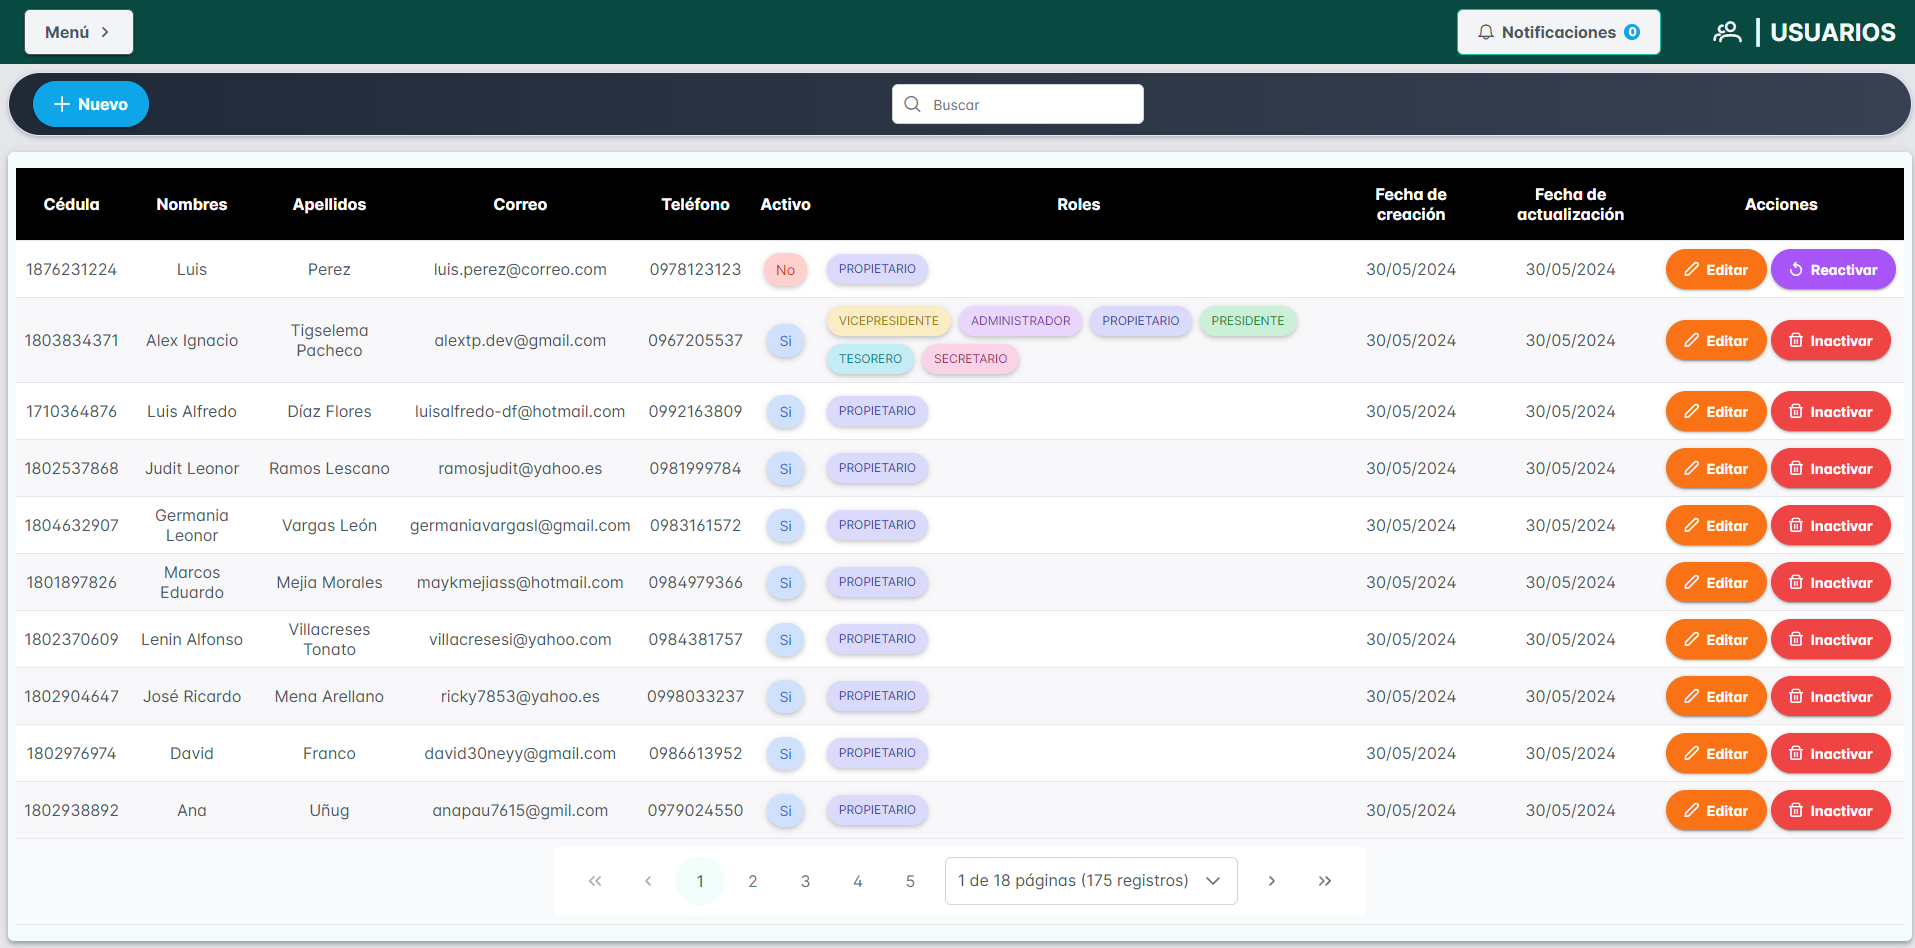 Menú
Notificaciones 0
USUARIOS
Nuevo
Buscar
Cédula Nombres Apellidos Correo Teléfono Activo Roles Fecha de creación Fecha de actualización Acciones
1876231224 Luis Perez luis.perez@correo.com 0978123123 No PROPIETARIO 30/05/2024 30/05/2024 Editar Reactivar
1803834371 Alex Ignacio Tigselema Pacheco alextp.dev@gmail.com 0967205537 Si VICEPRESIDENTE ADMINISTRADOR PROPIETARIO PRESIDENTE TESORERO SECRETARIO 30/05/2024 30/05/2024 Editar Inactivar
1710364876 Luis Alfredo Díaz Flores luisalfredo-df@hotmail.com 0992163809 Si PROPIETARIO 30/05/2024 30/05/2024 Editar Inactivar
1802537868 Judit Leonor Ramos Lescano ramosjudit@yahoo.es 0981999784 Si PROPIETARIO 30/05/2024 30/05/2024 Editar Inactivar
1804632907 Germania Leonor Vargas León germaniavargasl@gmail.com 0983161572 Si PROPIETARIO 30/05/2024 30/05/2024 Editar Inactivar
1801897826 Marcos Eduardo Mejia Morales maykmejiass@hotmail.com 0984979366 Si PROPIETARIO 30/05/2024 30/05/2024 Editar Inactivar
1802370609 Lenin Alfonso Villacreses Tonato villacresesi@yahoo.com 0984381757 Si PROPIETARIO 30/05/2024 30/05/2024 Editar Inactivar
1802904647 José Ricardo Mena Arellano ricky7853@yahoo.es 0998033237 Si PROPIETARIO 30/05/2024 30/05/2024 Editar Inactivar
1802976974 David Franco david30neyy@gmail.com 0986613952 Si PROPIETARIO 30/05/2024 30/05/2024 Editar Inactivar
1802938892 Ana Uñug anapau7615@gmil.com 0979024550 Si PROPIETARIO 30/05/2024 30/05/2024 Editar Inactivar
1 2 3 4 5 1 de 18 páginas (175 registros)